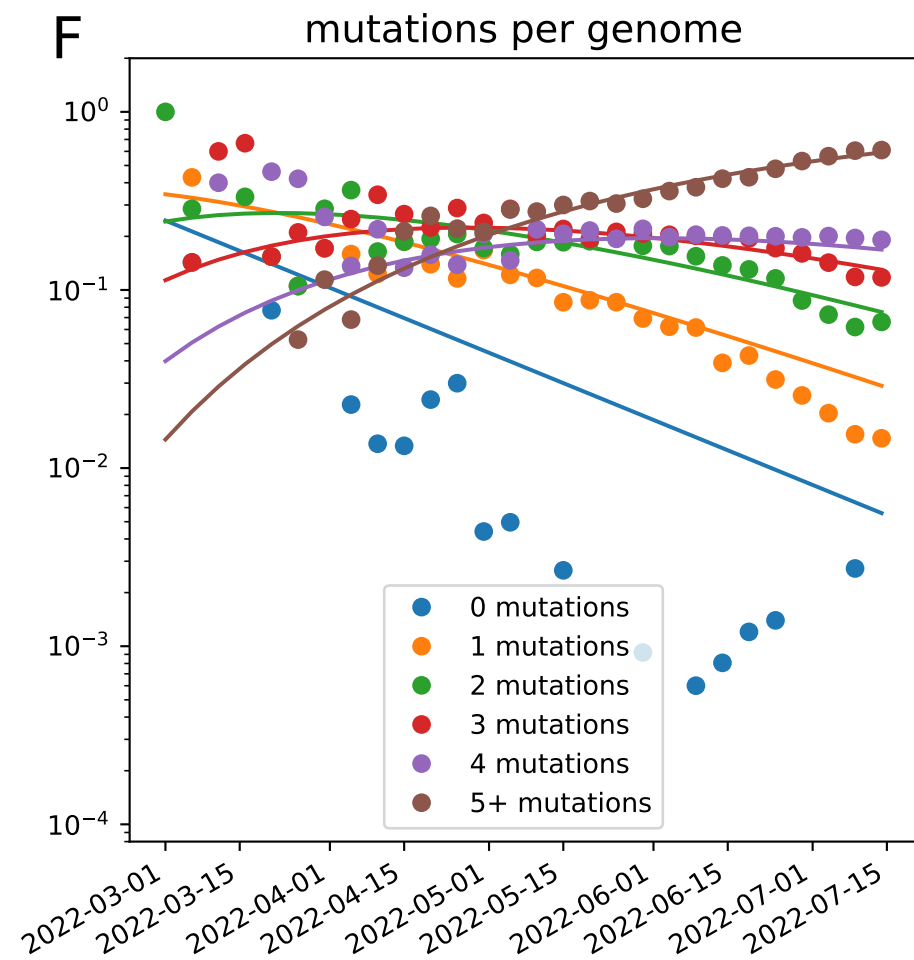 F
mutations per genome
10⁰
10⁻¹
10⁻²
10⁻³
10⁻⁴
0 mutations
1 mutations
2 mutations
3 mutations
4 mutations
5+ mutations
2022-03-01
2022-03-15
2022-04-01
2022-04-15
2022-05-01
2022-05-15
2022-06-01
2022-06-15
2022-07-01
2022-07-15